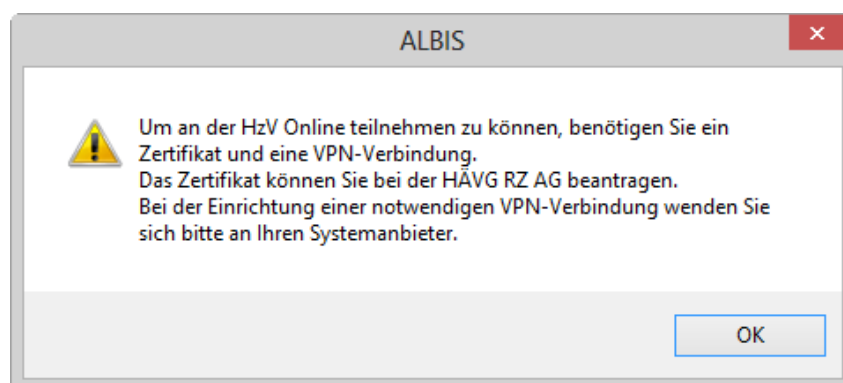 ALBIS
Um an der HzV Online teilnehmen zu können, benötigen Sie ein
Zertifikat und eine VPN-Verbindung.
Das Zertifikat können Sie bei der HÄVG RZ AG beantragen.
Bei der Einrichtung einer notwendigen VPN-Verbindung wenden Sie
sich bitte an Ihren Systemanbieter.
OK